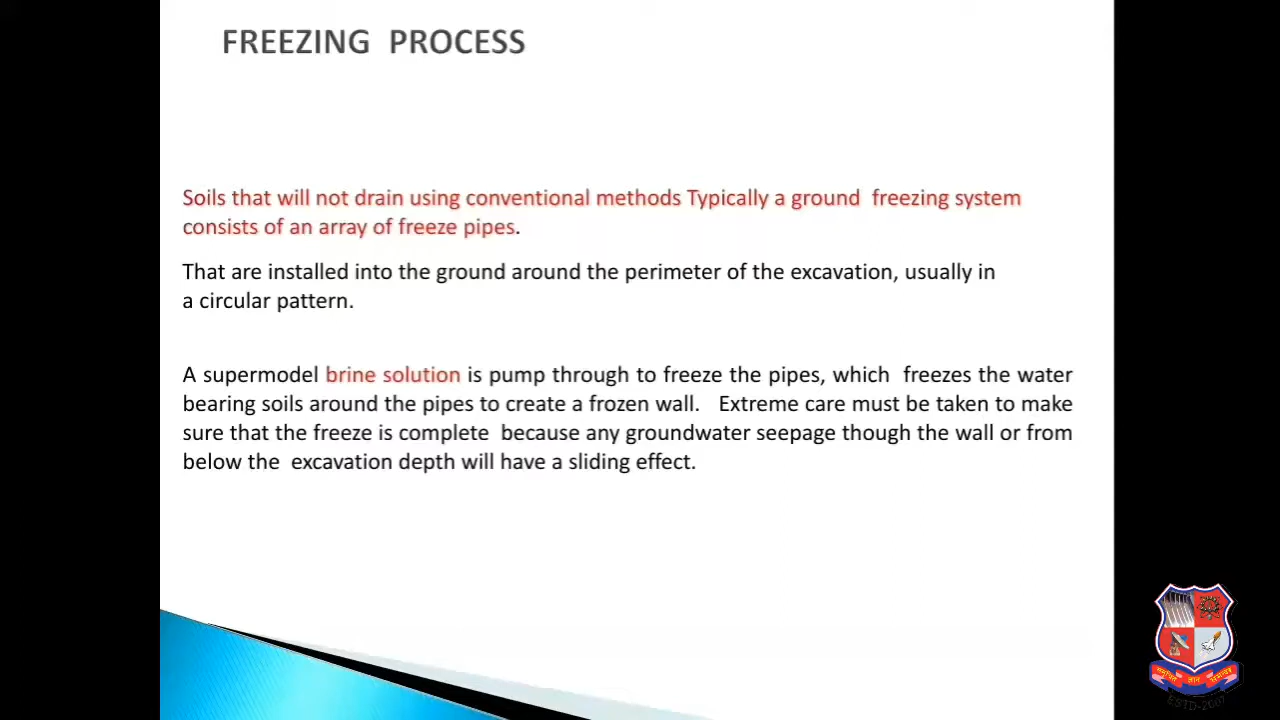 FREEZING PROCESS
Soils that will not drain using conventional methods Typically a ground freezing system
consists of an array of freeze pipes.
That are installed into the ground around the perimeter of the excavation, usually in
a circular pattern.
A supermodel brine solution is pump through to freeze the pipes, which freezes the water
bearing soils around the pipes to create a frozen wall. Extreme care must be taken to make
sure that the freeze is complete because any groundwater seepage though the wall or from
below the excavation depth will have a sliding effect.
ESTD-2007